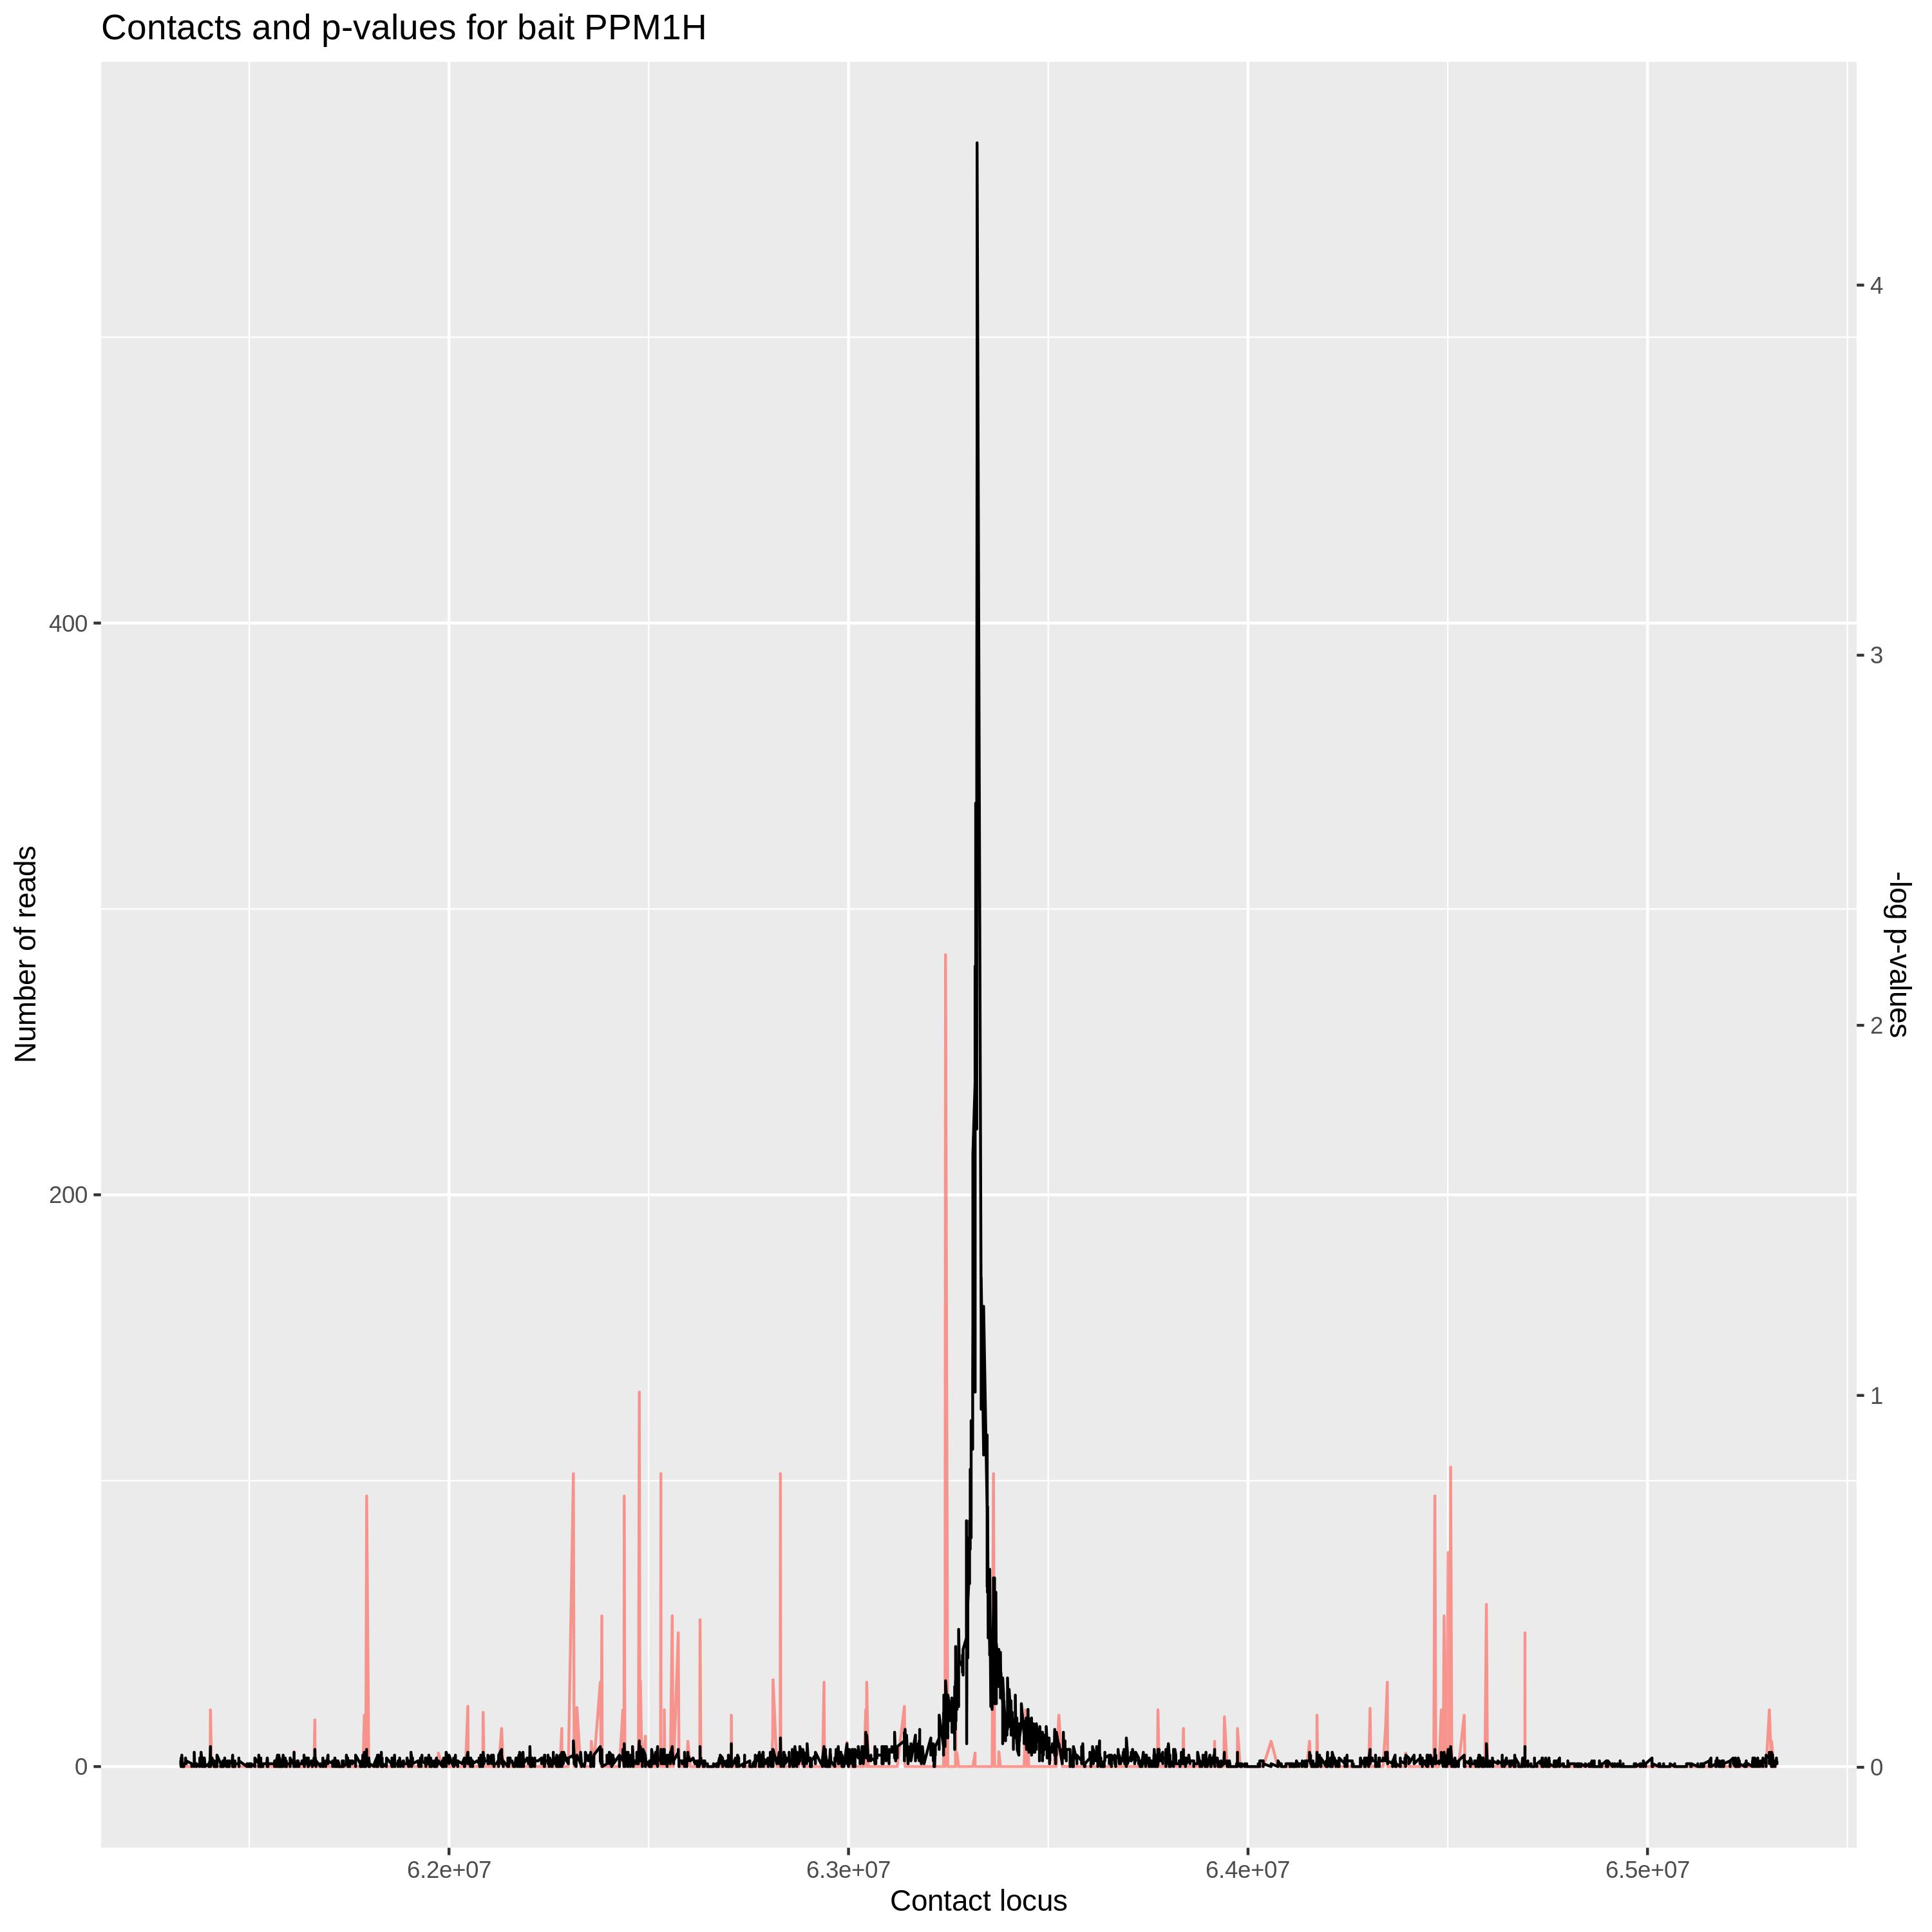 Contacts and p-values for bait PPM1H
Number of reads
400
200
0
4
3
2
1
0
-log p-values
6.2e+07
6.3e+07
6.4e+07
6.5e+07
Contact locus